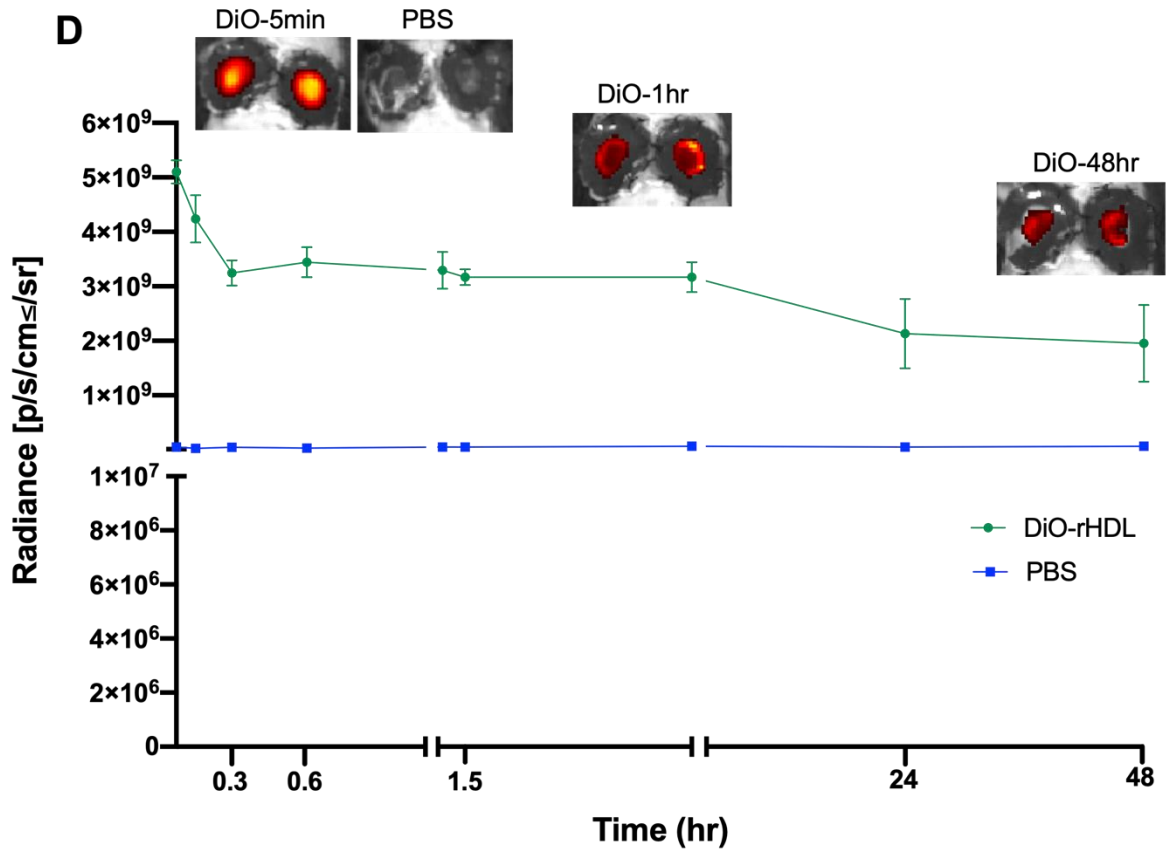 D
DiO-5min
PBS
DiO-1hr
DiO-48hr
6×10⁹
5×10⁹
4×10⁹
3×10⁹
2×10⁹
1×10⁹
1×10⁷
8×10⁶
6×10⁶
4×10⁶
2×10⁶
0
Radiance [p/s/cm≤/sr]
DiO-rHDL
PBS
0.3
0.6
1.5
24
48
Time (hr)